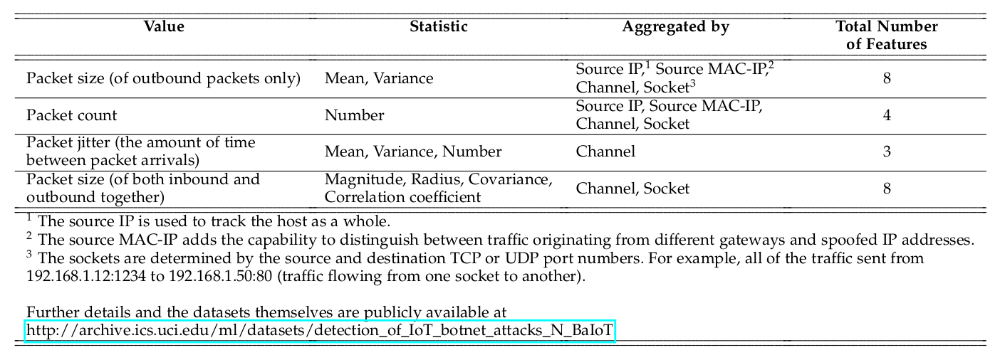 Value Statistic Aggregated by Total Number
of Features
Packet size (of outbound packets only) Mean, Variance Source IP,¹ Source MAC-IP,²
Channel, Socket³ 8
Packet count Number Source IP, Source MAC-IP,
Channel, Socket 4
Packet jitter (the amount of time
between packet arrivals) Mean, Variance, Number Channel 3
Packet size (of both inbound and
outbound together) Magnitude, Radius, Covariance,
Correlation coefficient Channel, Socket 8
¹ The source IP is used to track the host as a whole.
² The source MAC-IP adds the capability to distinguish between traffic originating from different gateways and spoofed IP addresses.
³ The sockets are determined by the source and destination TCP or UDP port numbers. For example, all of the traffic sent from
192.168.1.12:1234 to 192.168.1.50:80 (traffic flowing from one socket to another).
Further details and the datasets themselves are publicly available at
http://archive.ics.uci.edu/ml/datasets/detection_of_IoT_botnet_attacks_N_BaIoT